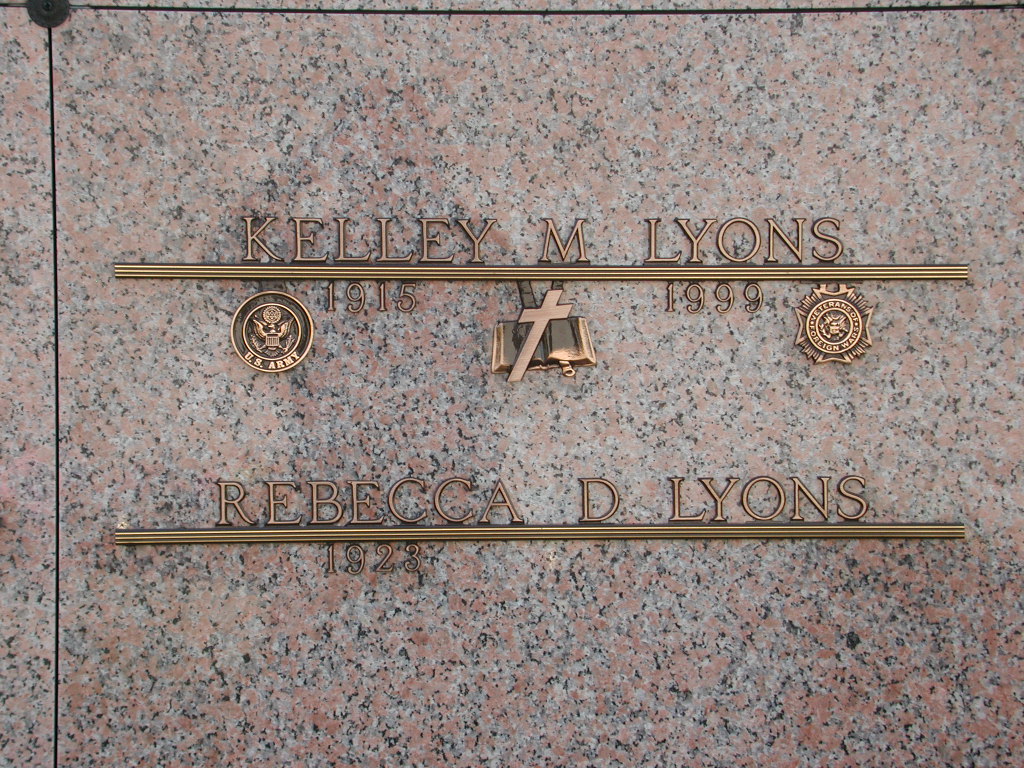 KELLEY M LYONS
1915 1999
U.S. ARMY
VETERANS OF FOREIGN WARS
REBECCA D LYONS
1923